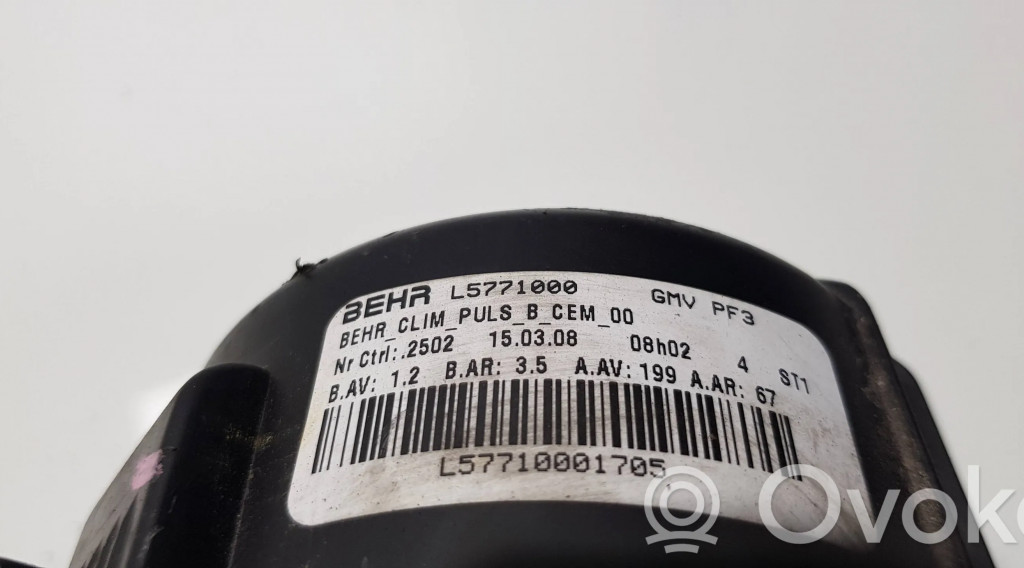 BEHR L5771000 GMV PF3
BEHR_CLIM_PULS_B_CEM_00
Nr Ctrl:.2502 15.03.08 08h02 4 ST1
B.AV: 1.2 B.AR: 3.5 A.AV: 199 A.AR: 67
L57710001705
© Ovoko